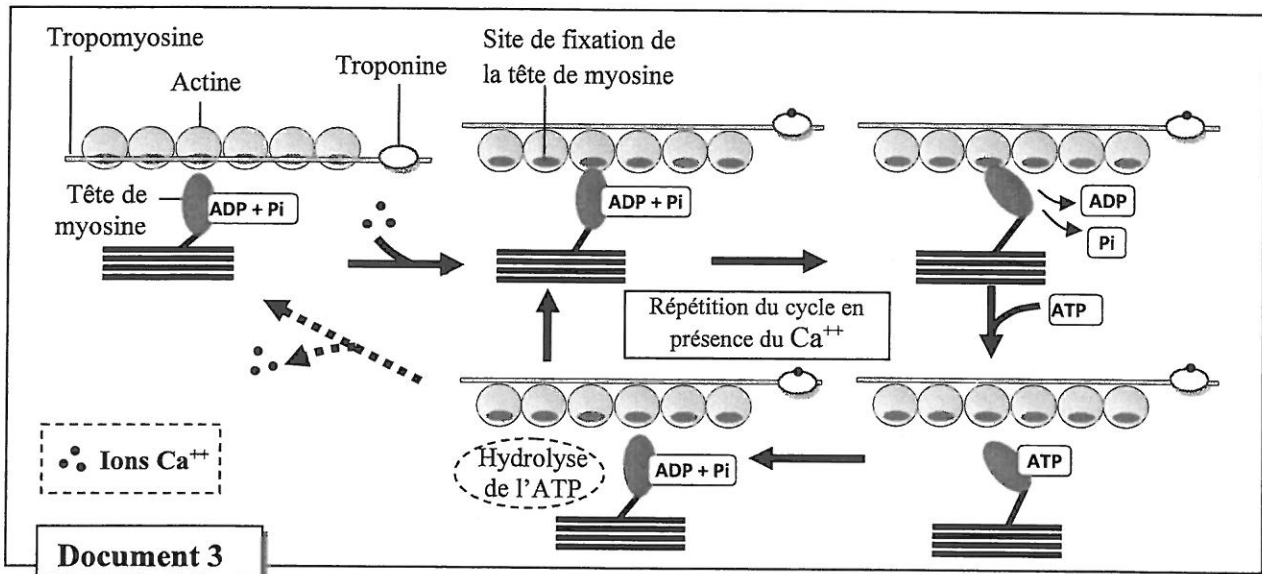 Tropomyosine
Actine
Troponine
Site de fixation de
la tête de myosine
Tête de
myosine
ADP + Pi
ADP + Pi
ADP
Pi
Répétition du cycle en
présence du Ca⁺⁺
ATP
Ions Ca⁺⁺
Hydrolyse
de l'ATP
ADP + Pi
ATP
Document 3